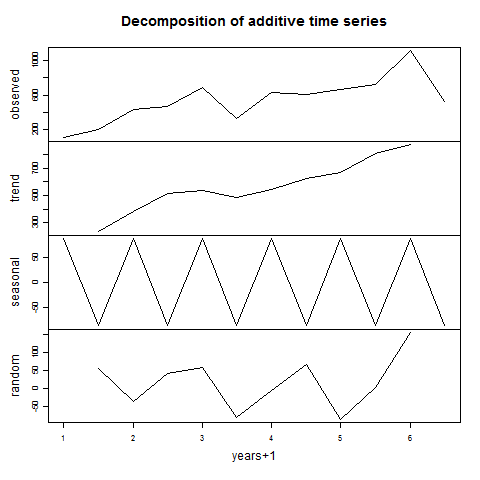 Decomposition of additive time series
observed
200 600 1000
trend
300 500 700
seasonal
-50 0 50
random
-50 0 50 100
1 2 3 4 5 6
years+1